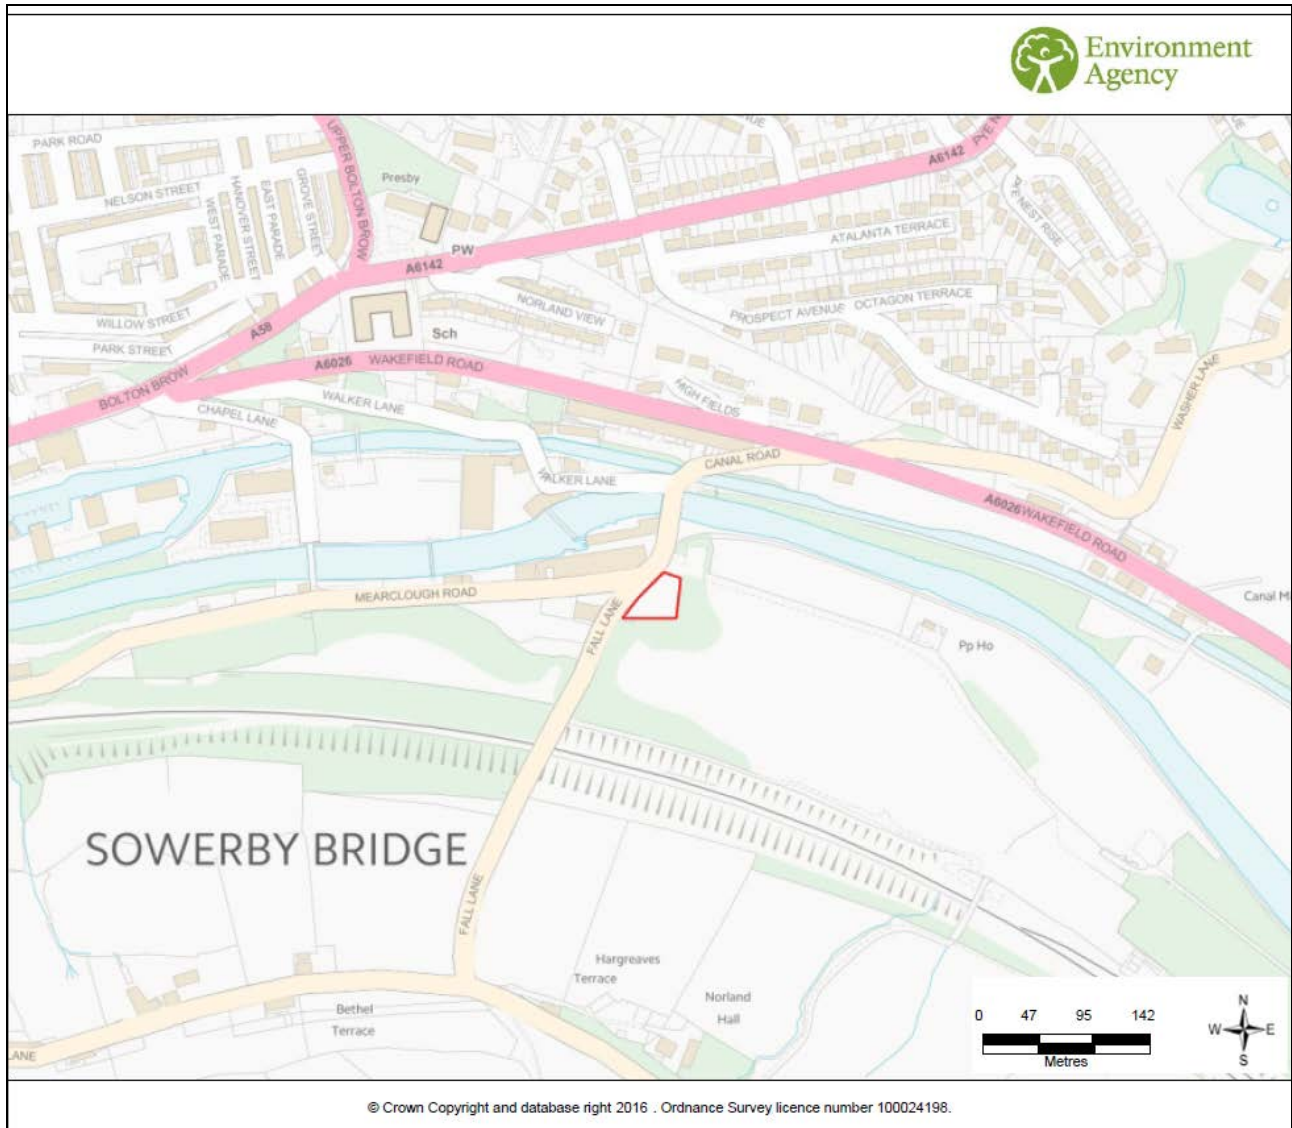 Environment
Agency
PARK ROAD
NELSON STREET
HANOVER STREET
EAST PARADE
GROVE STREET
WEST PARADE
UPPER BOLTON BROW
Presby
PW
A6142
A6142
PYE N
PYE NEST RISE
ATALANTA TERRACE
NORLAND VIEW
PROSPECT AVENUE
OCTAGON TERRACE
WILLOW STREET
PARK STREET
A58
Sch
A6026
WAKEFIELD ROAD
BOLTON BROW
CHAPEL LANE
WALKER LANE
HIGH FIELDS
WASHER LANE
CANAL ROAD
WALKER LANE
A6026
WAKEFIELD ROAD
MEARCLOUGH ROAD
FALL LANE
Canal M
Pp Ho
SOWERBY BRIDGE
FALL LANE
Hargreaves
Terrace
Norland
Hall
Bethel
Terrace
LANE
0 47 95 142
Metres
N
W E
S
© Crown Copyright and database right 2016 . Ordnance Survey licence number 100024198.